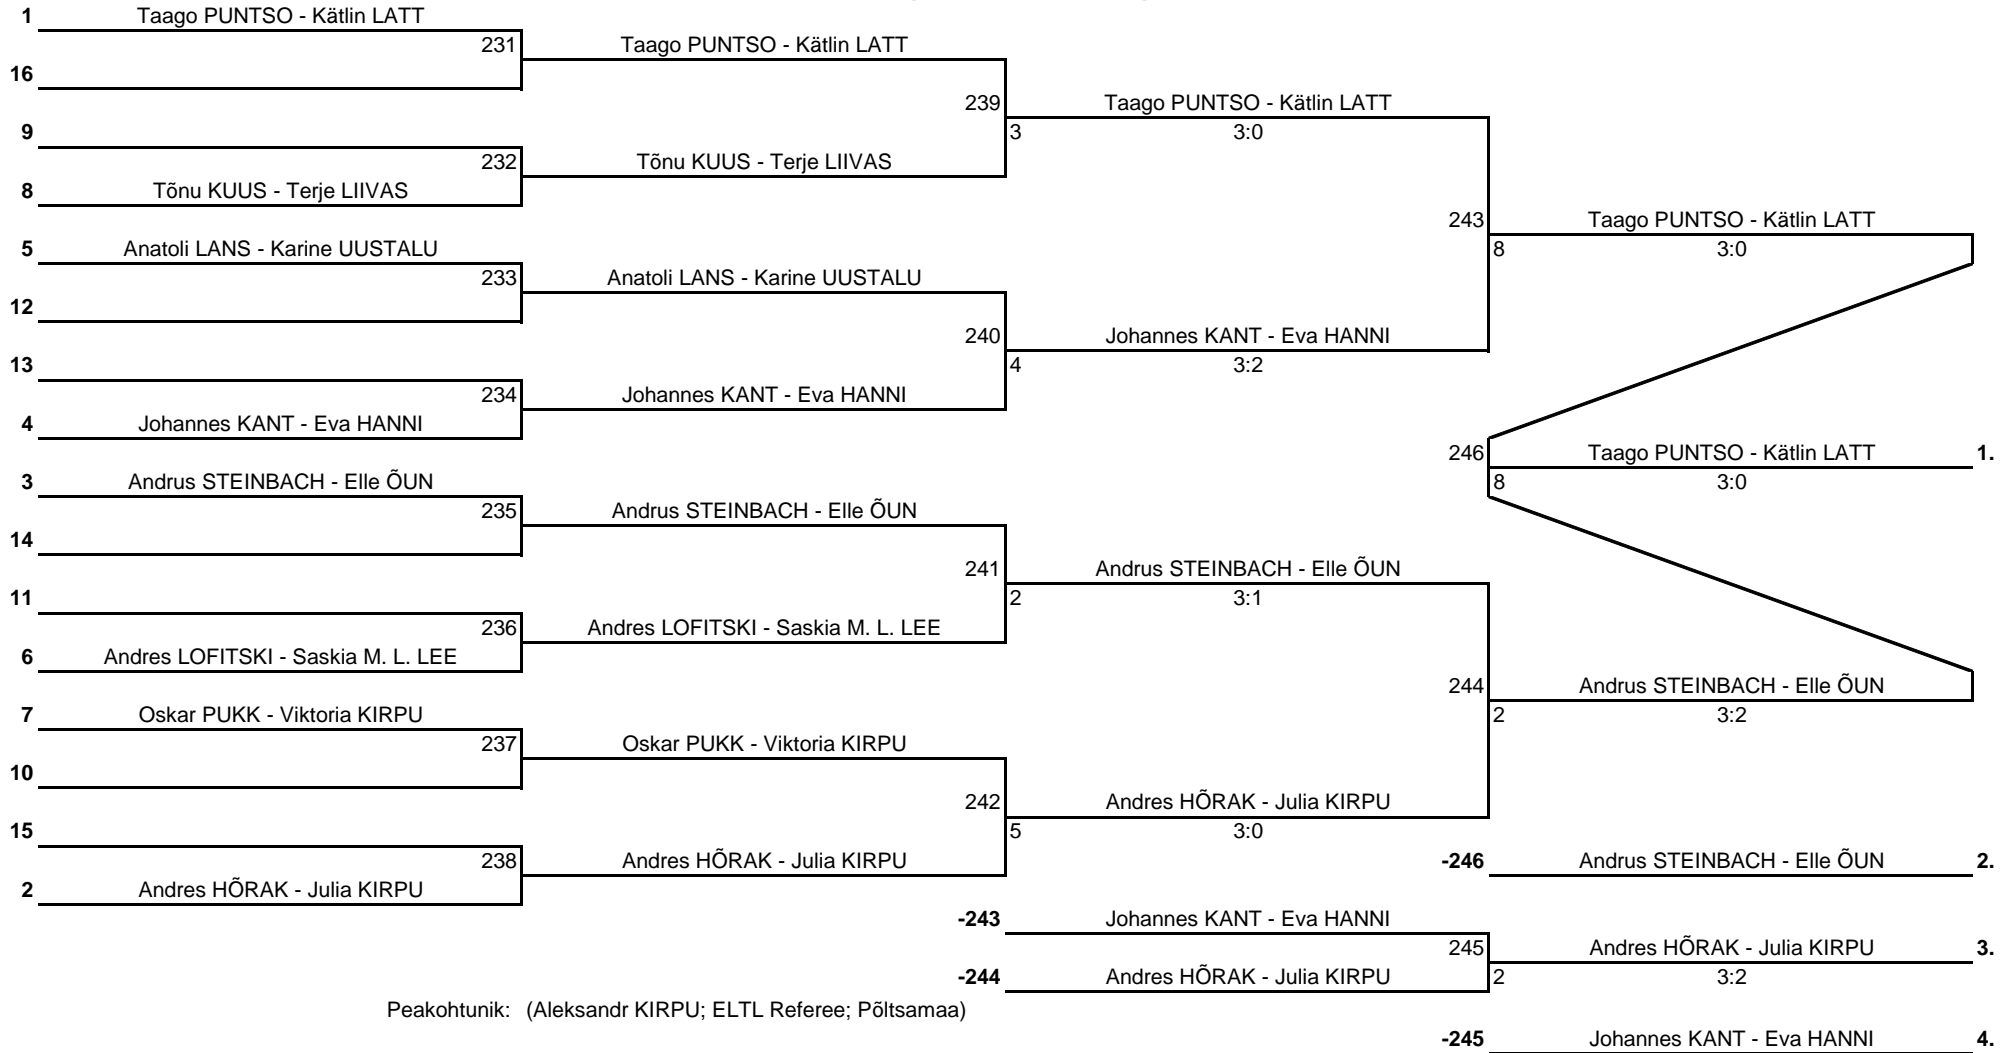 1 Taago PUNTSO - Kätlin LATT
231 Taago PUNTSO - Kätlin LATT
16
239 Taago PUNTSO - Kätlin LATT
9
3 3:0
232 Tõnu KUUS - Terje LIIVAS
8 Tõnu KUUS - Terje LIIVAS
243 Taago PUNTSO - Kätlin LATT
5 Anatoli LANS - Karine UUSTALU
8 3:0
233 Anatoli LANS - Karine UUSTALU
12
240 Johannes KANT - Eva HANNI
13
4 3:2
234 Johannes KANT - Eva HANNI
4 Johannes KANT - Eva HANNI
246 Taago PUNTSO - Kätlin LATT 1.
3 Andrus STEINBACH - Elle ÕUN
8 3:0
235 Andrus STEINBACH - Elle ÕUN
14
241 Andrus STEINBACH - Elle ÕUN
11
2 3:1
236 Andres LOFITSKI - Saskia M. L. LEE
6 Andres LOFITSKI - Saskia M. L. LEE
244 Andrus STEINBACH - Elle ÕUN
7 Oskar PUKK - Viktoria KIRPU
2 3:2
237 Oskar PUKK - Viktoria KIRPU
10
242 Andres HÕRAK - Julia KIRPU
15
5 3:0
238 Andres HÕRAK - Julia KIRPU
-246 Andrus STEINBACH - Elle ÕUN 2.
2 Andres HÕRAK - Julia KIRPU
-243 Johannes KANT - Eva HANNI
245 Andres HÕRAK - Julia KIRPU 3.
-244 Andres HÕRAK - Julia KIRPU
2 3:2
Peakohtunik: (Aleksandr KIRPU; ELTL Referee; Põltsamaa)
-245 Johannes KANT - Eva HANNI 4.